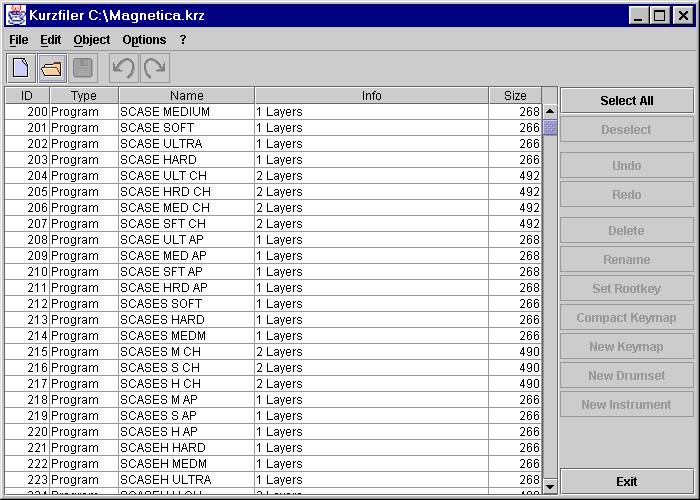 Kurzfiler C:\Magnetica.krz
File Edit Object Options ?
ID Type Name Info Size
200 Program SCASE MEDIUM 1 Layers 268
201 Program SCASE SOFT 1 Layers 266
202 Program SCASE ULTRA 1 Layers 266
203 Program SCASE HARD 1 Layers 266
204 Program SCASE ULT CH 2 Layers 492
205 Program SCASE HRD CH 2 Layers 492
206 Program SCASE MED CH 2 Layers 492
207 Program SCASE SFT CH 2 Layers 492
208 Program SCASE ULT AP 1 Layers 268
209 Program SCASE MED AP 1 Layers 268
210 Program SCASE SFT AP 1 Layers 268
211 Program SCASE HRD AP 1 Layers 268
212 Program SCASES SOFT 1 Layers 266
213 Program SCASES HARD 1 Layers 266
214 Program SCASES MEDM 1 Layers 266
215 Program SCASES M CH 2 Layers 490
216 Program SCASES S CH 2 Layers 490
217 Program SCASES H CH 2 Layers 490
218 Program SCASES M AP 1 Layers 266
219 Program SCASES S AP 1 Layers 266
220 Program SCASES H AP 1 Layers 266
221 Program SCASEH HARD 1 Layers 266
222 Program SCASEH MEDM 1 Layers 266
223 Program SCASEH ULTRA 1 Layers 268
Select All
Deselect
Undo
Redo
Delete
Rename
Set Rootkey
Compact Keymap
New Keymap
New Drumset
New Instrument
Exit